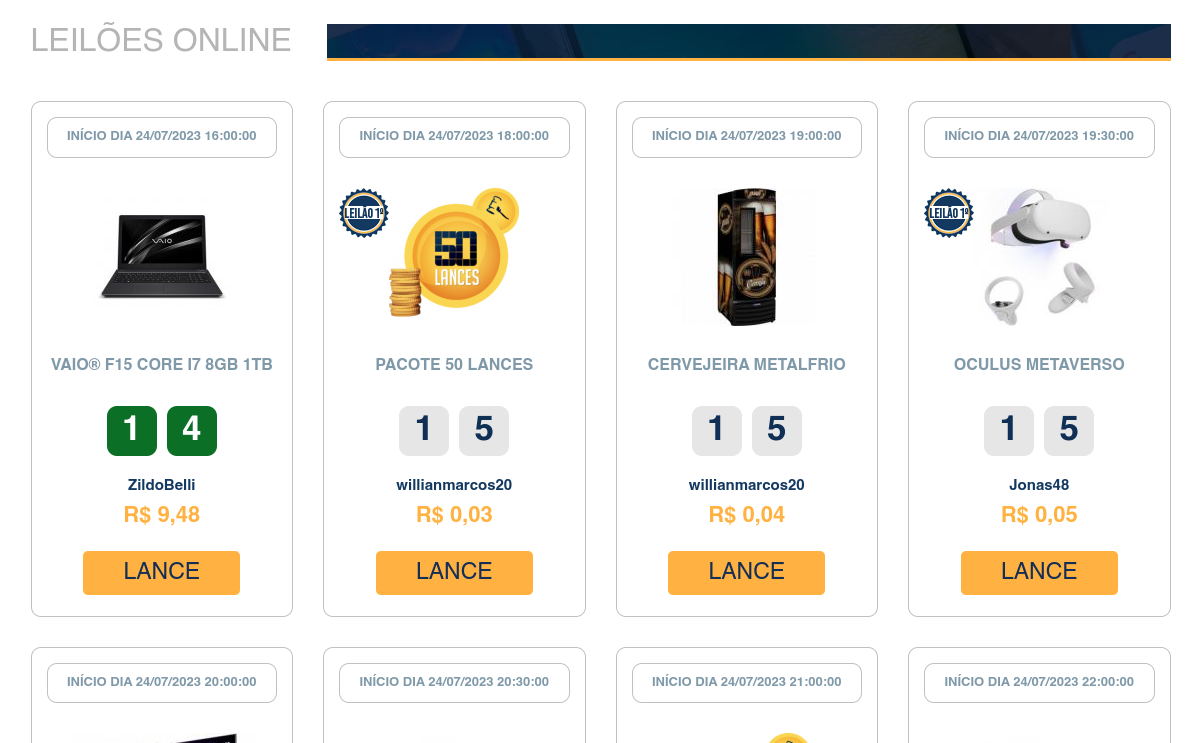 LEILÕES ONLINE
INÍCIO DIA 24/07/2023 16:00:00
VAIO
VAIO® F15 CORE I7 8GB 1TB
1 4
ZildoBelli
R$ 9,48
LANCE
INÍCIO DIA 24/07/2023 18:00:00
LEILÃO 1º
50
LANCES
PACOTE 50 LANCES
1 5
willianmarcos20
R$ 0,03
LANCE
INÍCIO DIA 24/07/2023 19:00:00
CERVEJEIRA METALFRIO
1 5
willianmarcos20
R$ 0,04
LANCE
INÍCIO DIA 24/07/2023 19:30:00
LEILÃO 1º
OCULUS METAVERSO
1 5
Jonas48
R$ 0,05
LANCE
INÍCIO DIA 24/07/2023 20:00:00
INÍCIO DIA 24/07/2023 20:30:00
INÍCIO DIA 24/07/2023 21:00:00
INÍCIO DIA 24/07/2023 22:00:00